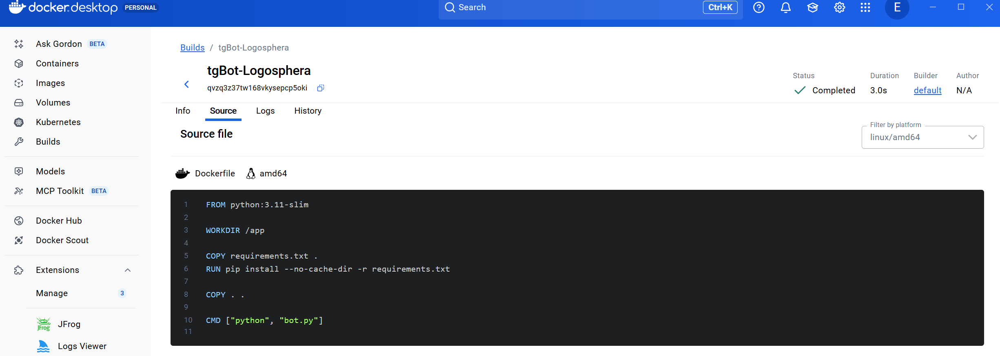 docker.desktop PERSONAL
Search
Ctrl+K
E
Ask Gordon BETA
Containers
Images
Volumes
Kubernetes
Builds
Models
MCP Toolkit BETA
Docker Hub
Docker Scout
Extensions
Manage 3
JFrog JFrog
Logs Viewer
Builds / tgBot-Logosphera
tgBot-Logosphera
qvzq3z37tw168vkysepcp5oki
Status
Completed
Duration
3.0s
Builder
default
Author
N/A
Info Source Logs History
Source file
Filter by platform
linux/amd64
Dockerfile amd64
1 FROM python:3.11-slim
2
3 WORKDIR /app
4
5 COPY requirements.txt .
6 RUN pip install --no-cache-dir -r requirements.txt
7
8 COPY . .
9
10 CMD ["python", "bot.py"]
11